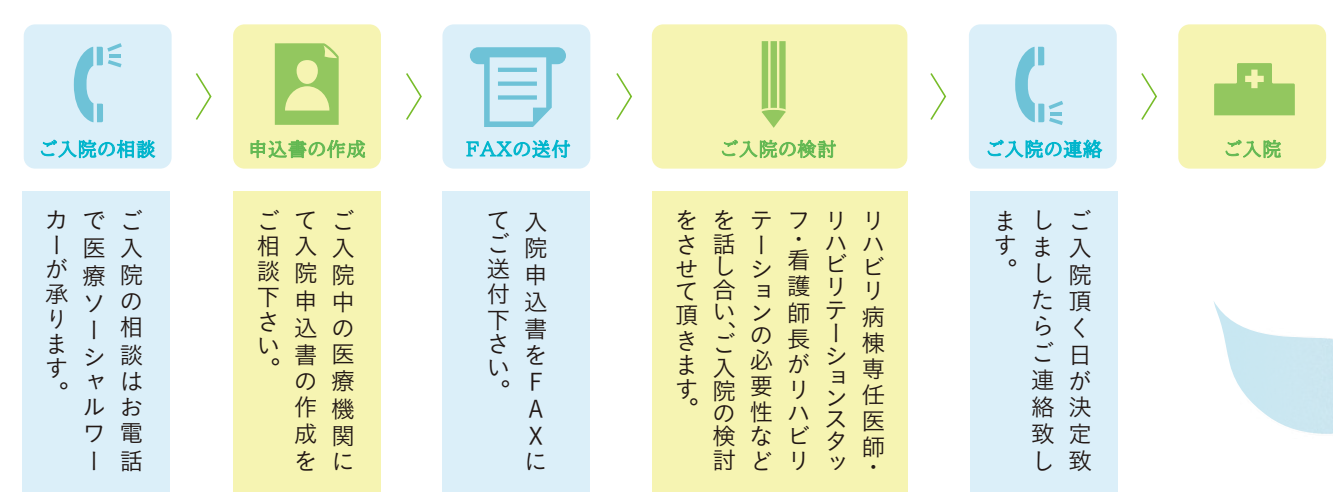 ご入院の相談
申込書の作成
FAXの送付
ご入院の検討
ご入院の連絡
ご入院
ご入院の相談はお電話
で医療ソーシャルワー
カーが承ります。
ご入院中の医療機関に
て入院申込書の作成を
ご相談下さい。
入院申込書をFAXに
てご送付下さい。
リハビリ病棟専任医師・
リハビリテーションスタッ
フ・看護師長がリハビリ
テーションの必要性など
を話し合い、ご入院の検討
をさせて頂きます。
ご入院頂く日が決定致
しましたらご連絡致し
ます。